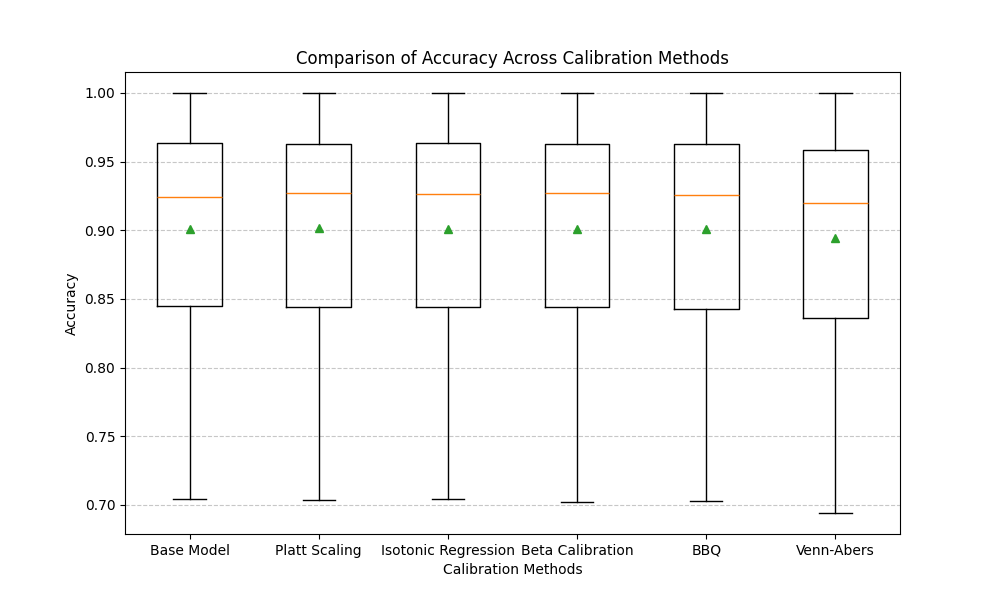 Comparison of Accuracy Across Calibration Methods
1.00
0.95
0.90
0.85
0.80
0.75
0.70
Accuracy
Base Model Platt Scaling Isotonic Regression Beta Calibration BBQ Venn-Abers
Calibration Methods